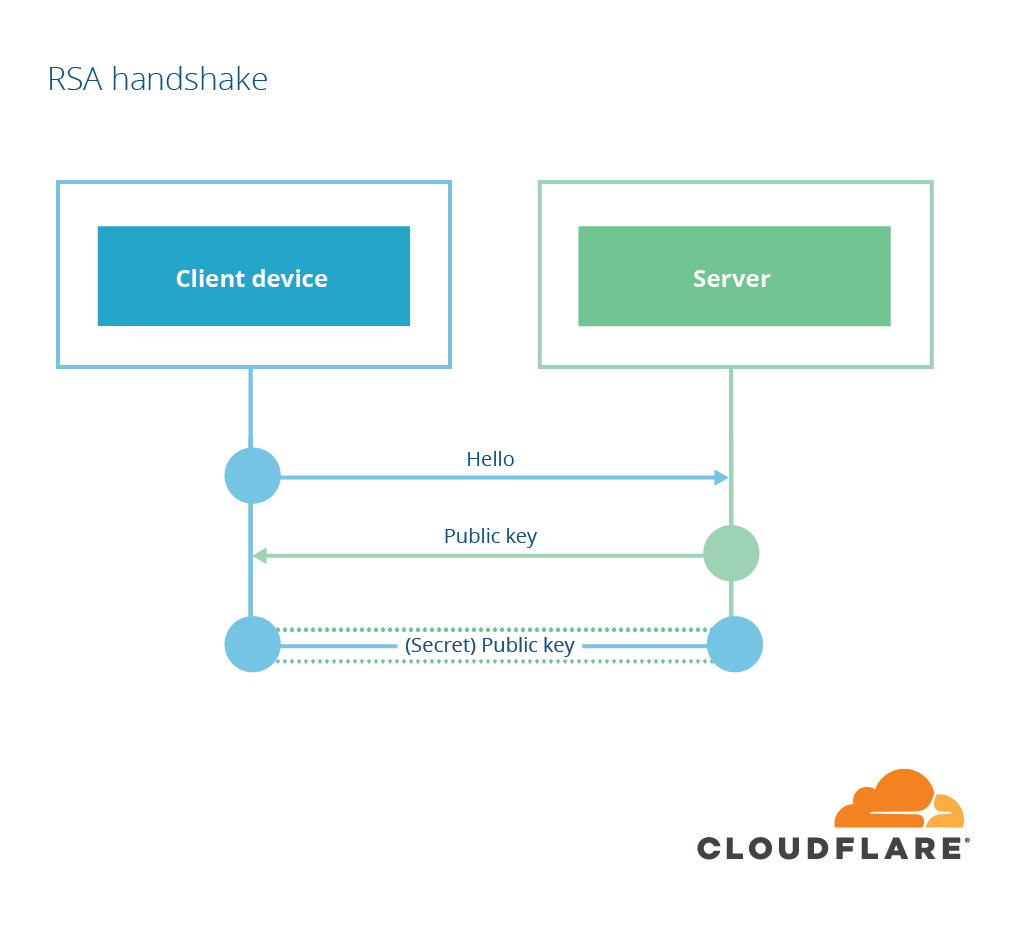 RSA handshake
Client device
Server
Hello
Public key
(Secret) Public key
CLOUDFLARE®